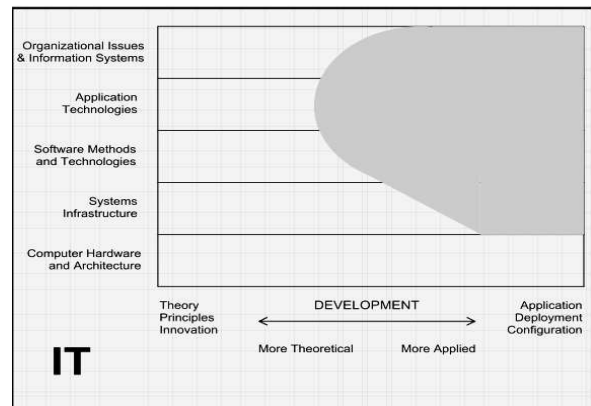 Organizational Issues
& Information Systems
Application
Technologies
Software Methods
and Technologies
Systems
Infrastructure
Computer Hardware
and Architecture
Theory
Principles
Innovation
DEVELOPMENT
Application
Deployment
Configuration
More Theoretical
More Applied
IT